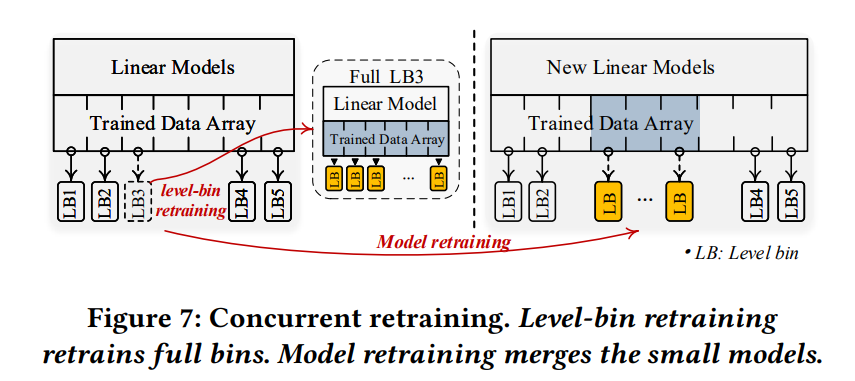 Linear Models
Trained Data Array
LB1
LB2
LB3
LB4
LB5
level-bin
retraining
Full LB3
Linear Model
Trained Data Array
LB
LB
LB
...
LB
Model retraining
New Linear Models
Trained Data Array
LB1
LB2
LB
...
LB
LB4
LB5
• LB: Level bin
Figure 7: Concurrent retraining. Level-bin retraining
retrains full bins. Model retraining merges the small models.